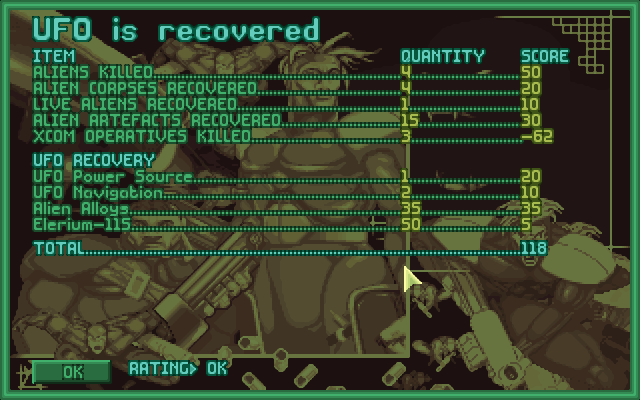 UFO is recovered
ITEM QUANTITY SCORE
ALIENS KILLED 4 50
ALIEN CORPSES RECOVERED 4 20
LIVE ALIENS RECOVERED 1 10
ALIEN ARTEFACTS RECOVERED 15 30
XCOM OPERATIVES KILLED 3 -62
UFO RECOVERY
UFO Power Source 1 20
UFO Navigation 2 10
Alien Alloys 35 35
Elerium-115 50 5
TOTAL 118
OK RATING> OK